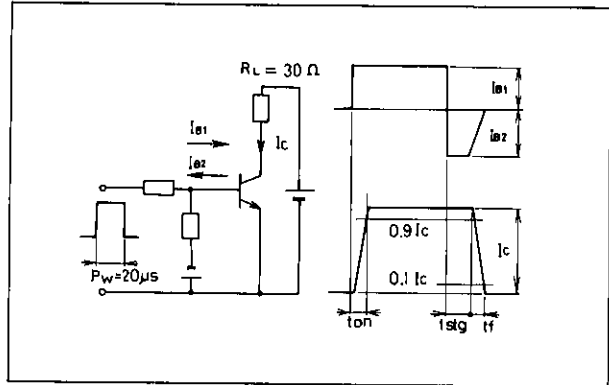 RL = 30 Ω
IB1
IB2
Ic
PW=20μs
IB1
IB2
0.9 Ic
0.1 Ic
Ic
ton
tstg
tf